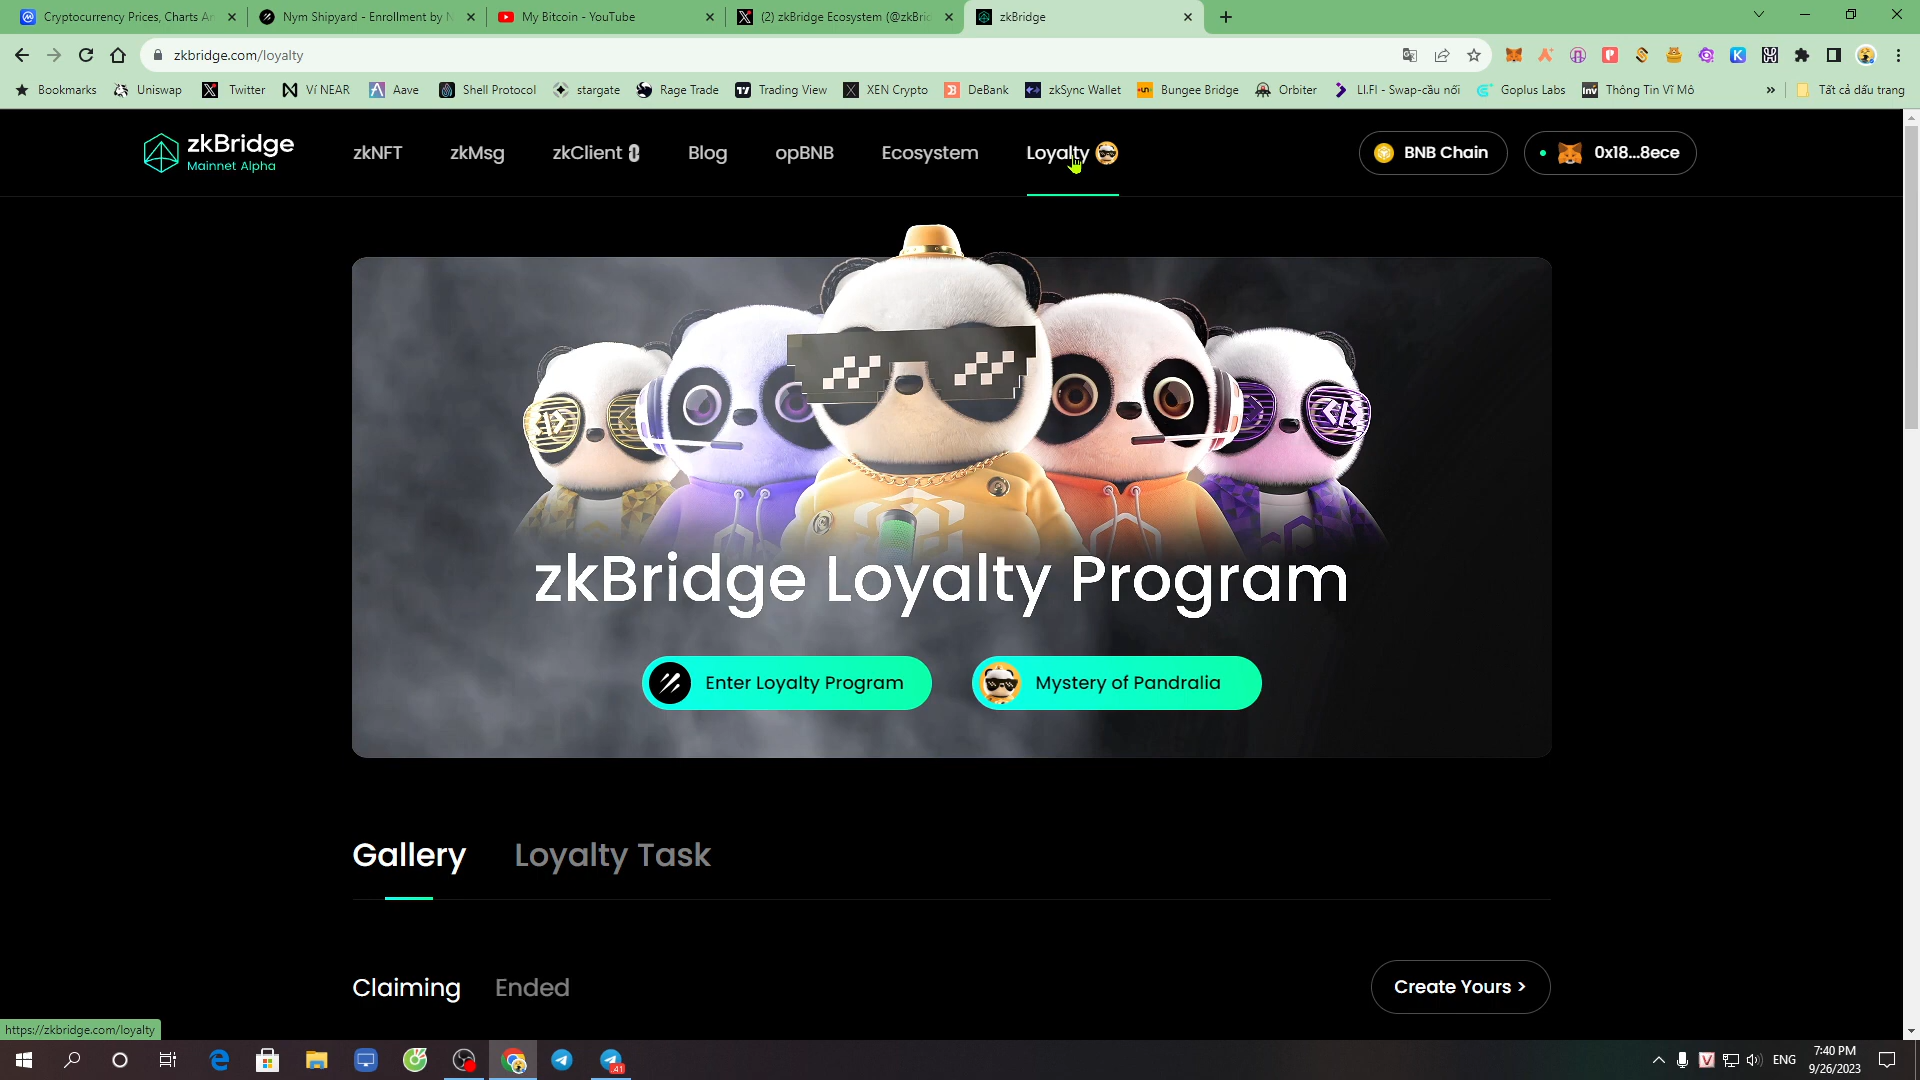 Cryptocurrency Prices, Charts Ar
Nym Shipyard - Enrollment by N
My Bitcoin - YouTube
(2) zkBridge Ecosystem (@zkBric
zkBridge
zkbridge.com/loyalty
Bookmarks
Uniswap
Twitter
Ví NEAR
Aave
Shell Protocol
stargate
Rage Trade
Trading View
XEN Crypto
DeBank
zkSync Wallet
Bungee Bridge
Orbiter
LI.FI - Swap-cầu nối
Goplus Labs
Thông Tin Vĩ Mô
»
Tất cả dấu trang
zkBridge
Mainnet Alpha
zkNFT
zkMsg
zkClient
Blog
opBNB
Ecosystem
Loyalty
BNB Chain
0x18...8ece
zkBridge Loyalty Program
Enter Loyalty Program
Mystery of Pandralia
Gallery
Loyalty Task
Claiming
Ended
Create Yours >
https://zkbridge.com/loyalty
41
ENG
7:40 PM
9/26/2023